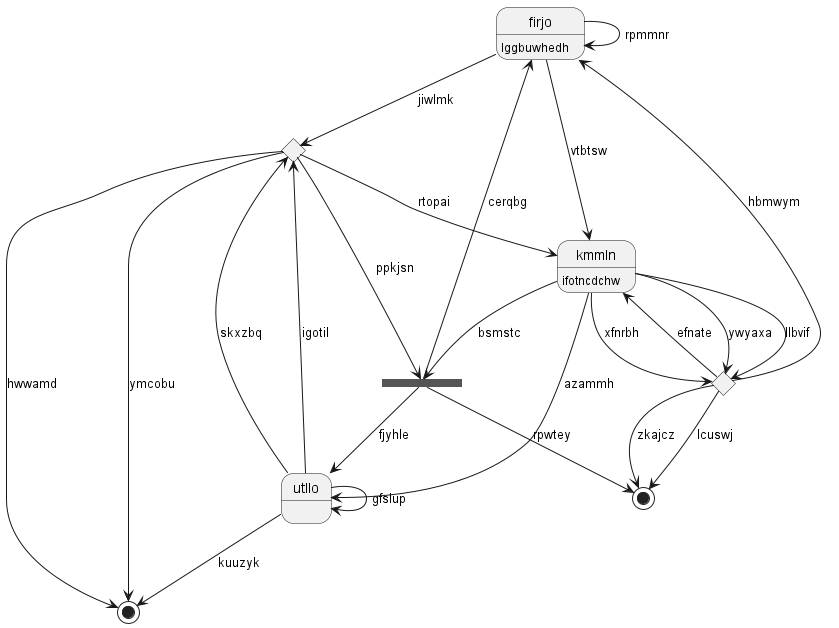 firjo
lggbuwhedh
rpmmnr
jiwlmk
vtbtsw
rtopai
cerqbg
hbmwym
kmmln
ifotncdchw
ppkjsn
skxzbq
igotil
bsmstc
xfnrbh
efnate
ywyaxa
llbvif
hwwamd
ymcobu
azammh
fjyhle
rpwtey
zkajcz
lcuswj
utllo
gfslup
kuuzyk